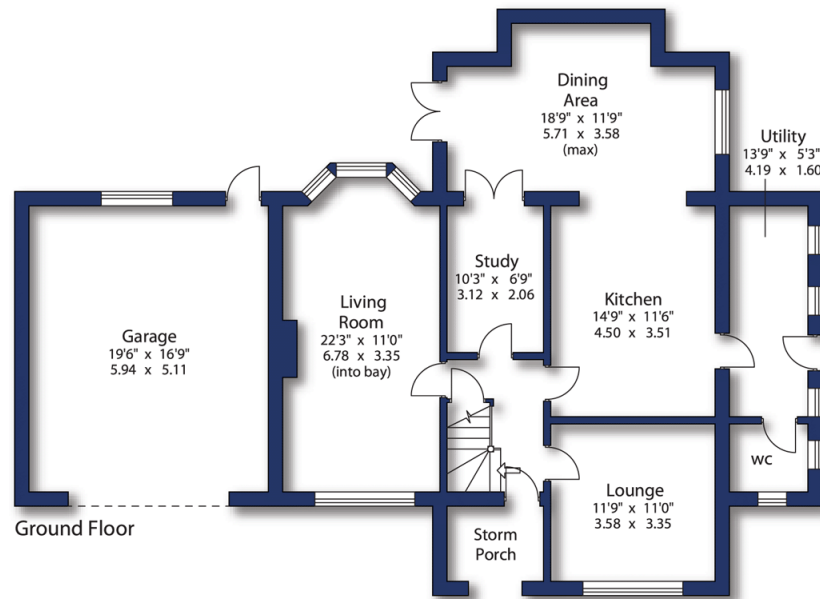 Dining
Area
18'9" x 11'9"
5.71 x 3.58
(max)
Utility
13'9" x 5'3"
4.19 x 1.60
Study
10'3" x 6'9"
3.12 x 2.06
Living
Room
22'3" x 11'0"
6.78 x 3.35
(into bay)
Kitchen
14'9" x 11'6"
4.50 x 3.51
Garage
19'6" x 16'9"
5.94 x 5.11
wc
Lounge
11'9" x 11'0"
3.58 x 3.35
Storm
Porch
Ground Floor